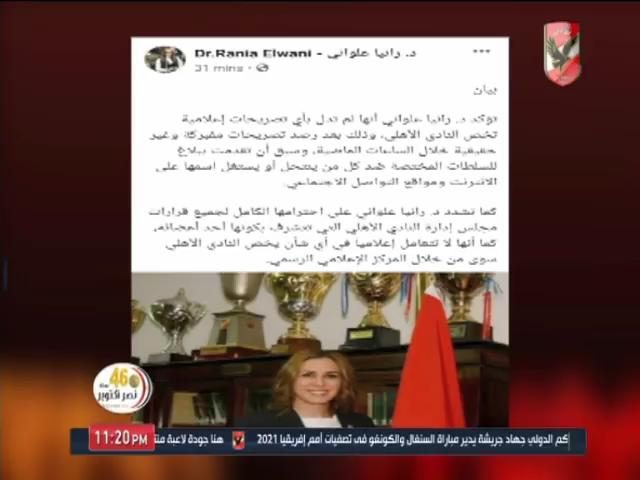 Dr.Rania Elwani - د. رانيا علواني
31 mins
بيان
تؤكد د. رانيا علواني أنها لم تدل بأي تصريحات إعلامية
تخص النادي الأهلي، وذلك بعد رصد تصريحات مفبركة وغير
حقيقية خلال الساعات الماضية، وسبق أن تقدمت ببلاغ
للسلطات المختصة ضد كل من ينتحل أو يستغل اسمها على
الانترنت ومواقع التواصل الاجتماعي.
كما تشدد د. رانيا علواني على احترامها الكامل لجميع قرارات
مجلس إدارة النادي الأهلي التي تتشرف بكونها أحد أعضائه،
كما أنها لا تتعامل إعلاميا في أي شأن يخص النادي الأهلي
سوى من خلال المركز الإعلامي الرسمي.
46 سنة
نصر أكتوبر
11:20 PM
كم الدولي جهاد جريشة يدير مباراة السنغال والكونغو فى تصفيات أمم إفريقيا 2021 هنا جودة لاعبة منت